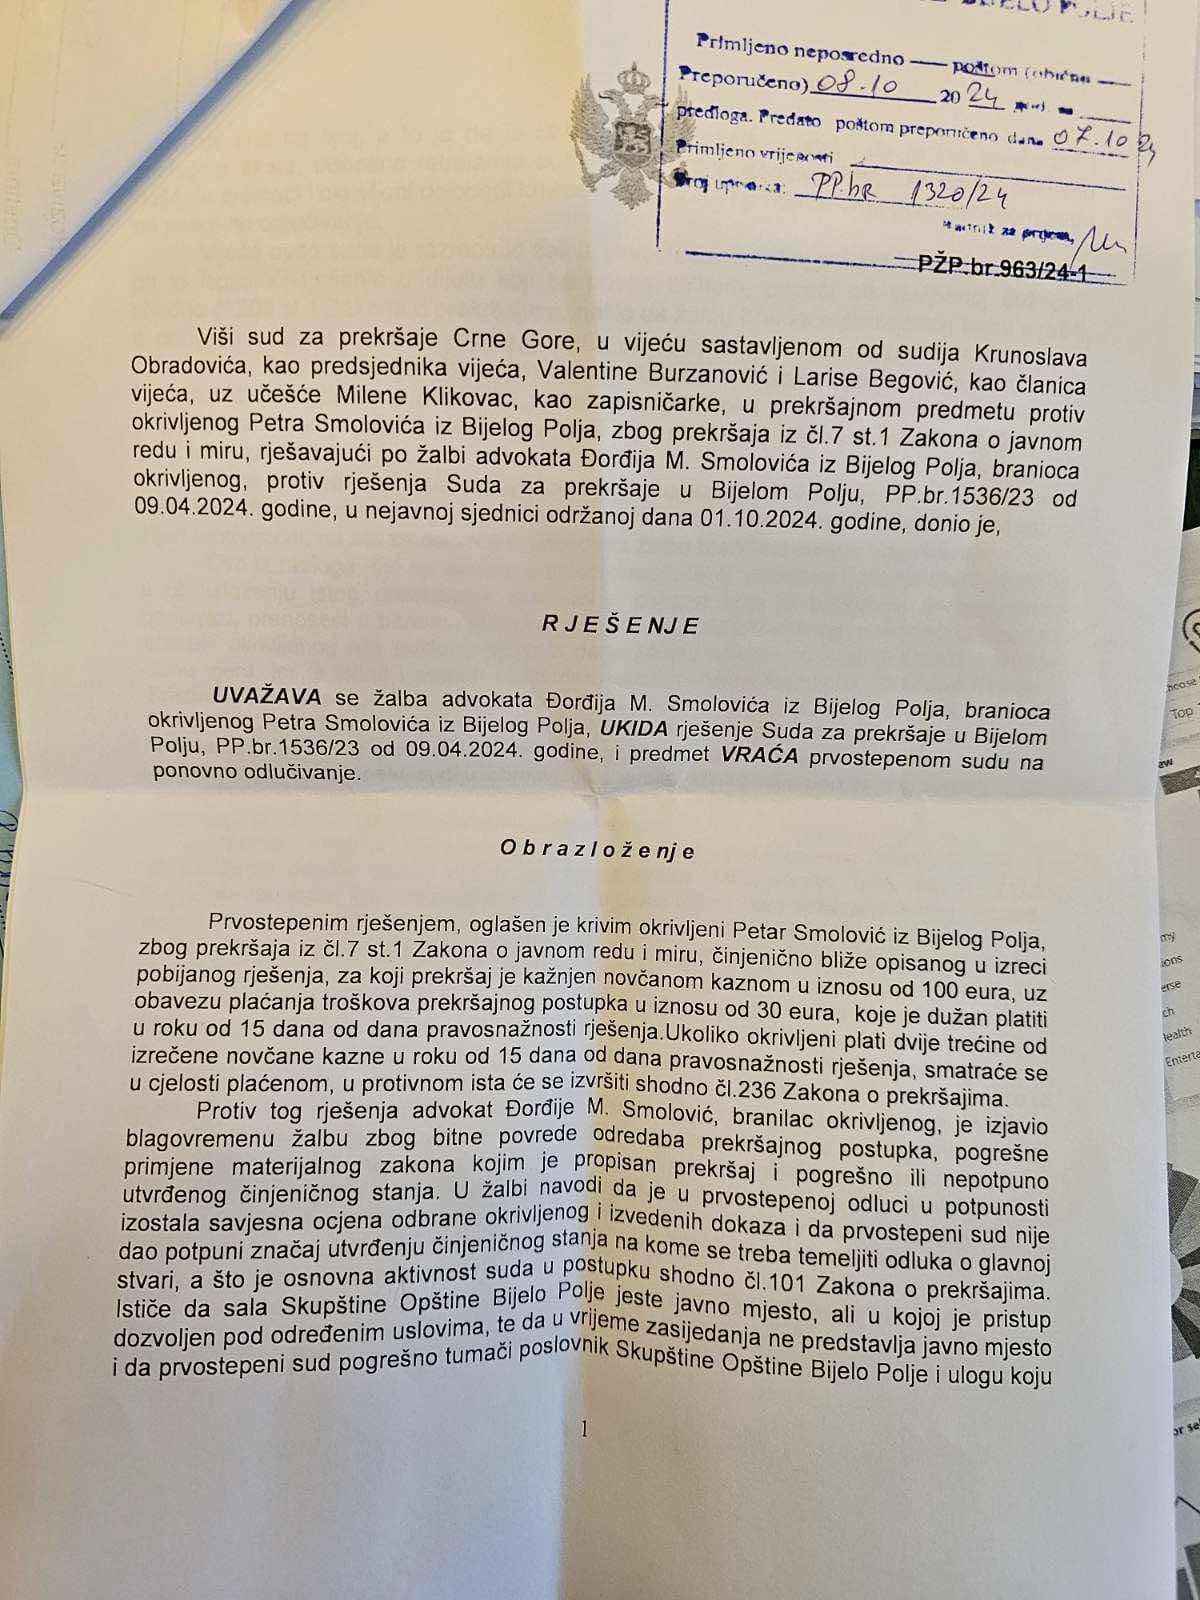 BIJELO POLJE
Primljeno neposredno — poštom (obično —
Preporučeno) 08.10 2024
predloga. Predato poštom preporučeno dana 07.10 24
Primljeno vrijednosti
Broj upisnika: PP.br 1320/24
za prijem,
PŽP.br.963/24-1
Viši sud za prekršaje Crne Gore, u vijeću sastavljenom od sudija Krunoslava
Obradovića, kao predsjednika vijeća, Valentine Burzanović i Larise Begović, kao članica
vijeća, uz učešće Milene Klikovac, kao zapisničarke, u prekršajnom predmetu protiv
okrivljenog Petra Smolovića iz Bijelog Polja, zbog prekršaja iz čl.7 st.1 Zakona o javnom
redu i miru, rješavajući po žalbi advokata Đorđija M. Smolovića iz Bijelog Polja, branioca
okrivljenog, protiv rješenja Suda za prekršaje u Bijelom Polju, PP.br.1536/23 od
09.04.2024. godine, u nejavnoj sjednici održanoj dana 01.10.2024. godine, donio je,
RJEŠENJE
UVAŽAVA se žalba advokata Đorđija M. Smolovića iz Bijelog Polja, branioca
okrivljenog Petra Smolovića iz Bijelog Polja, UKIDA rješenje Suda za prekršaje u Bijelom
Polju, PP.br.1536/23 od 09.04.2024. godine, i predmet VRAĆA prvostepenom sudu na
ponovno odlučivanje.
Obrazloženje
Prvostepenim rješenjem, oglašen je krivim okrivljeni Petar Smolović iz Bijelog Polja,
zbog prekršaja iz čl.7 st.1 Zakona o javnom redu i miru, činjenično bliže opisanog u izreci
pobijanog rješenja, za koji prekršaj je kažnjen novčanom kaznom u iznosu od 100 eura, uz
obavezu plaćanja troškova prekršajnog postupka u iznosu od 30 eura, koje je dužan platiti
u roku od 15 dana od dana pravosnažnosti rješenja.Ukoliko okrivljeni plati dvije trećine od
izrečene novčane kazne u roku od 15 dana od dana pravosnažnosti rješenja, smatraće se
u cjelosti plaćenom, u protivnom ista će se izvršiti shodno čl.236 Zakona o prekršajima.
Protiv tog rješenja advokat Đorđije M. Smolović, branilac okrivljenog, je izjavio
blagovremenu žalbu zbog bitne povrede odredaba prekršajnog postupka, pogrešne
primjene materijalnog zakona kojim je propisan prekršaj i pogrešno ili nepotpuno
utvrđenog činjeničnog stanja. U žalbi navodi da je u prvostepenoj odluci u potpunosti
izostala savjesna ocjena odbrane okrivljenog i izvedenih dokaza i da prvostepeni sud nije
dao potpuni značaj utvrđenju činjeničnog stanja na kome se treba temeljiti odluka o glavnoj
stvari, a što je osnovna aktivnost suda u postupku shodno čl.101 Zakona o prekršajima.
Ističe da sala Skupštine Opštine Bijelo Polje jeste javno mjesto, ali u kojoj je pristup
dozvoljen pod određenim uslovima, te da u vrijeme zasijedanja ne predstavlja javno mjesto
i da prvostepeni sud pogrešno tumači poslovnik Skupštine Opštine Bijelo Polje i ulogu koju
1